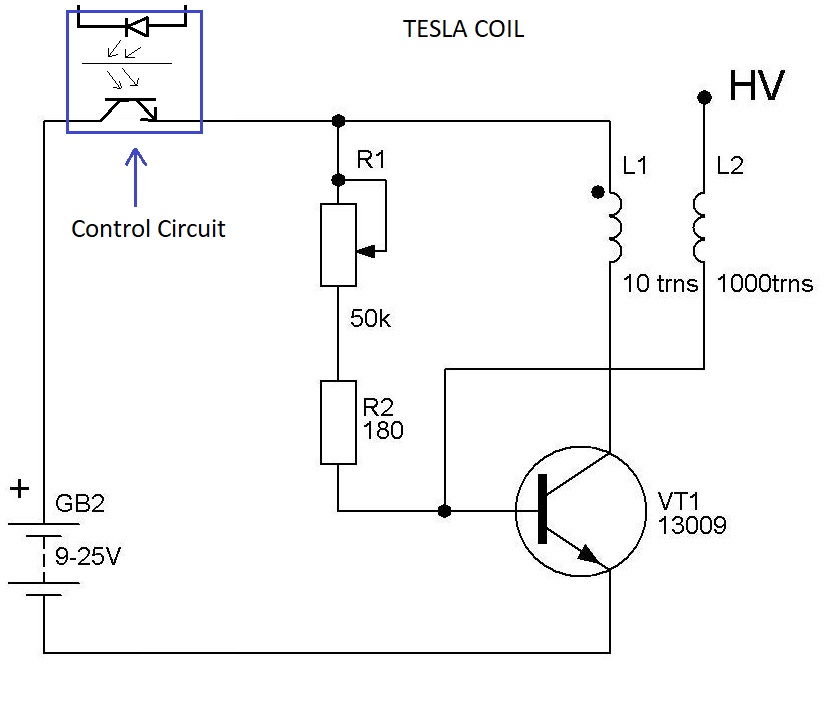 TESLA COIL
HV
R1
L1
L2
Control Circuit
10 trns
1000trns
50k
R2
180
+
GB2
9-25V
VT1
13009